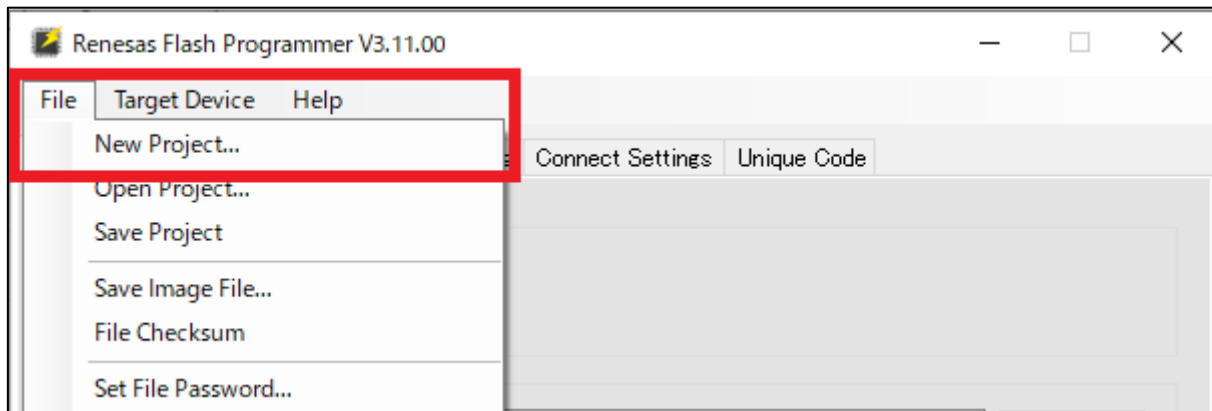 Renesas Flash Programmer V3.11.00
File Target Device Help
New Project...
Connect Settings Unique Code
Open Project...
Save Project
Save Image File...
File Checksum
Set File Password...